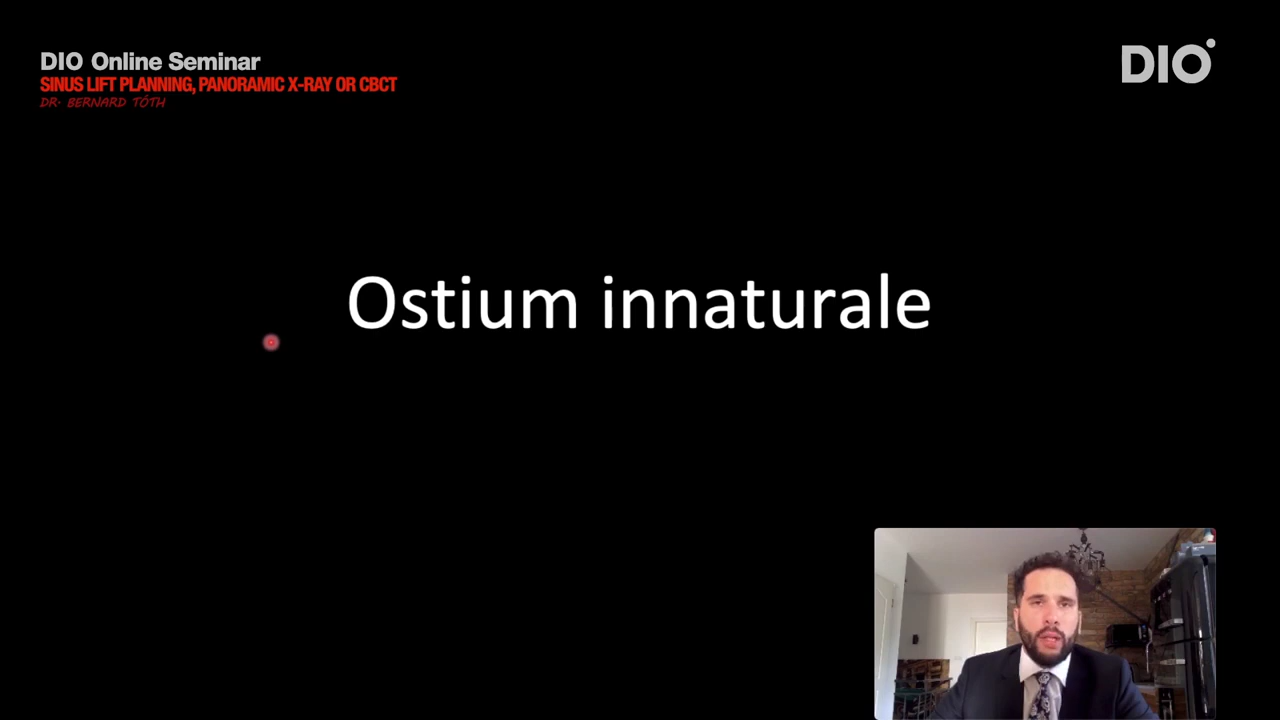 DIO Online Seminar
SINUS LIFT PLANNING, PANORAMIC X-RAY OR CBCT
DR. BERNARD TÓTH
DIO
Ostium innaturale